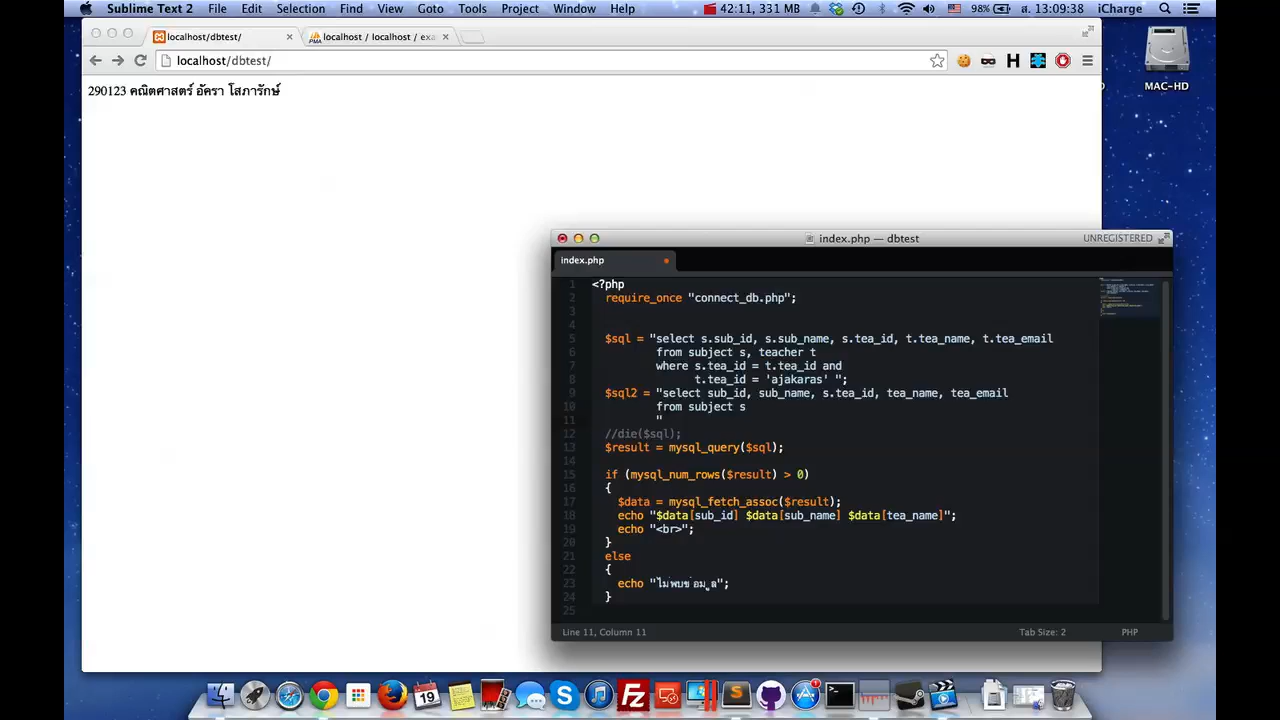 Sublime Text 2 File Edit Selection Find View Goto Tools Project Window Help 42:11, 331 MB 98% ส. 13:09:38 iCharge
localhost/dbtest/ localhost / localhost / exa
localhost/dbtest/
290123 คณิตศาสตร์ อัครา โสภารักษ์
MAC-HD
index.php — dbtest UNREGISTERED
index.php
1 <?php
2 require_once "connect_db.php";
3
4
5 $sql = "select s.sub_id, s.sub_name, s.tea_id, t.tea_name, t.tea_email
6 from subject s, teacher t
7 where s.tea_id = t.tea_id and
8 t.tea_id = 'ajakaras' ";
9 $sql2 = "select sub_id, sub_name, s.tea_id, tea_name, tea_email
10 from subject s
11 "
12 //die($sql);
13 $result = mysql_query($sql);
14
15 if (mysql_num_rows($result) > 0)
16 {
17 $data = mysql_fetch_assoc($result);
18 echo "$data[sub_id] $data[sub_name] $data[tea_name]";
19 echo "<br>";
20 }
21 else
22 {
23 echo "ไม่พบข้อมูล";
24 }
25
Line 11, Column 11 Tab Size: 2 PHP